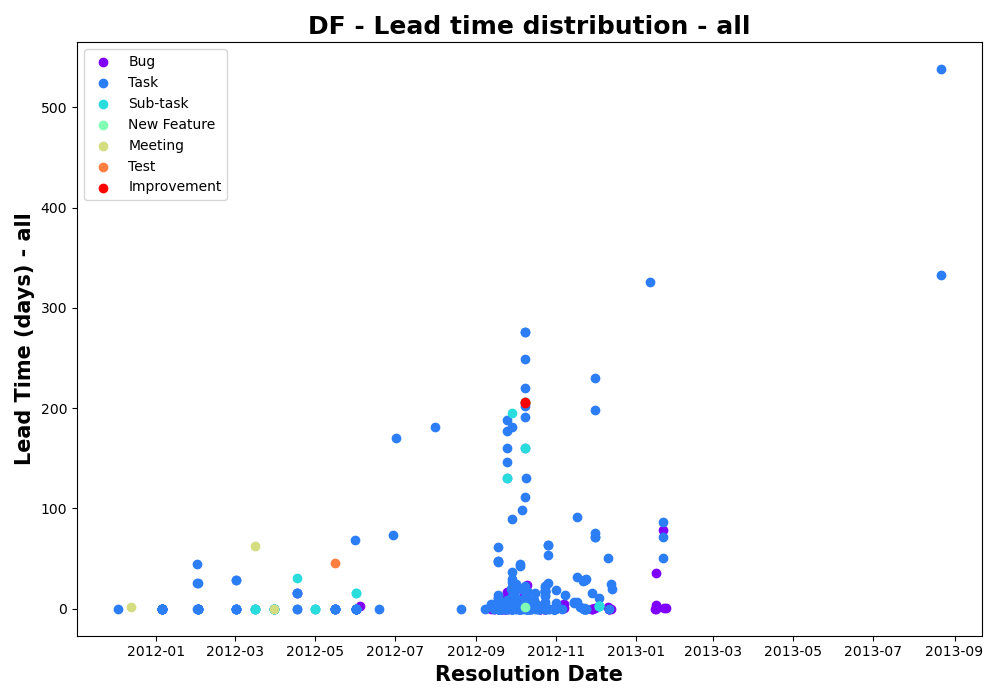 DF - Lead time distribution - all
Bug
Task
Sub-task
New Feature
Meeting
Test
Improvement
Lead Time (days) - all
500
400
300
200
100
0
2012-01 2012-03 2012-05 2012-07 2012-09 2012-11 2013-01 2013-03 2013-05 2013-07 2013-09
Resolution Date